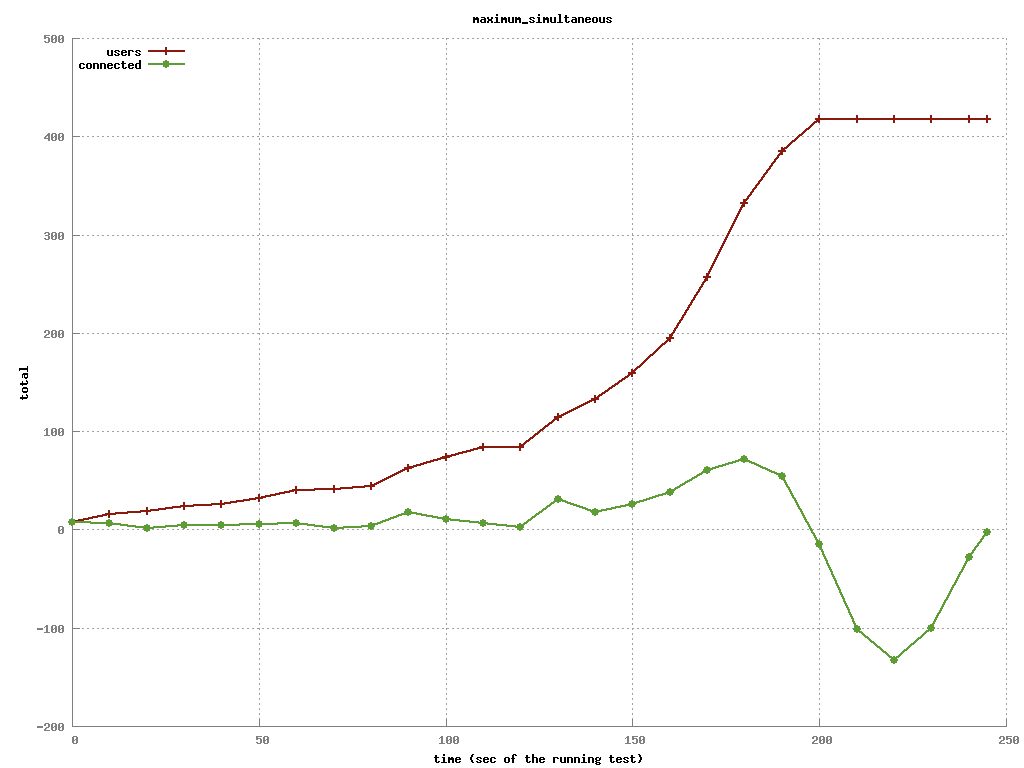 maximum_simultaneous
500
users
connected
400
300
200
total
100
0
-100
-200
0 50 100 150 200 250
time (sec of the running test)